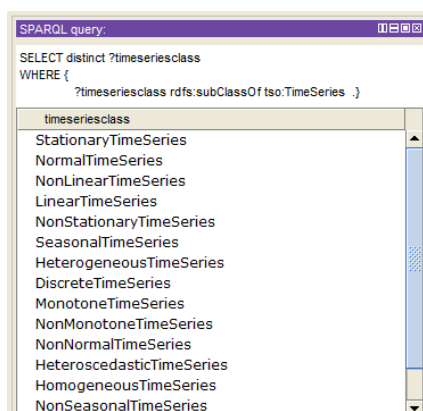 SPARQL query:
SELECT distinct ?timeseriesclass
WHERE {
?timeseriesclass rdfs:subClassOf tso:TimeSeries .}
timeseriesclass
StationaryTimeSeries
NormalTimeSeries
NonLinearTimeSeries
LinearTimeSeries
NonStationaryTimeSeries
SeasonalTimeSeries
HeterogeneousTimeSeries
DiscreteTimeSeries
MonotoneTimeSeries
NonMonotoneTimeSeries
NonNormalTimeSeries
HeteroscedasticTimeSeries
HomogeneousTimeSeries
NonSeasonalTimeSeries